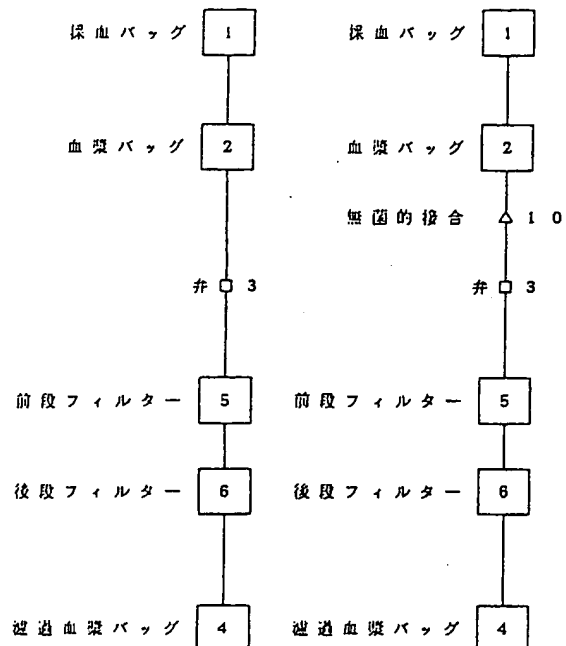 採血バッグ 1 採血バッグ 1
血漿バッグ 2 血漿バッグ 2
無菌的接合 10
弁 3 弁 3
前段フィルター 5 前段フィルター 5
後段フィルター 6 後段フィルター 6
濾過血漿バッグ 4 濾過血漿バッグ 4